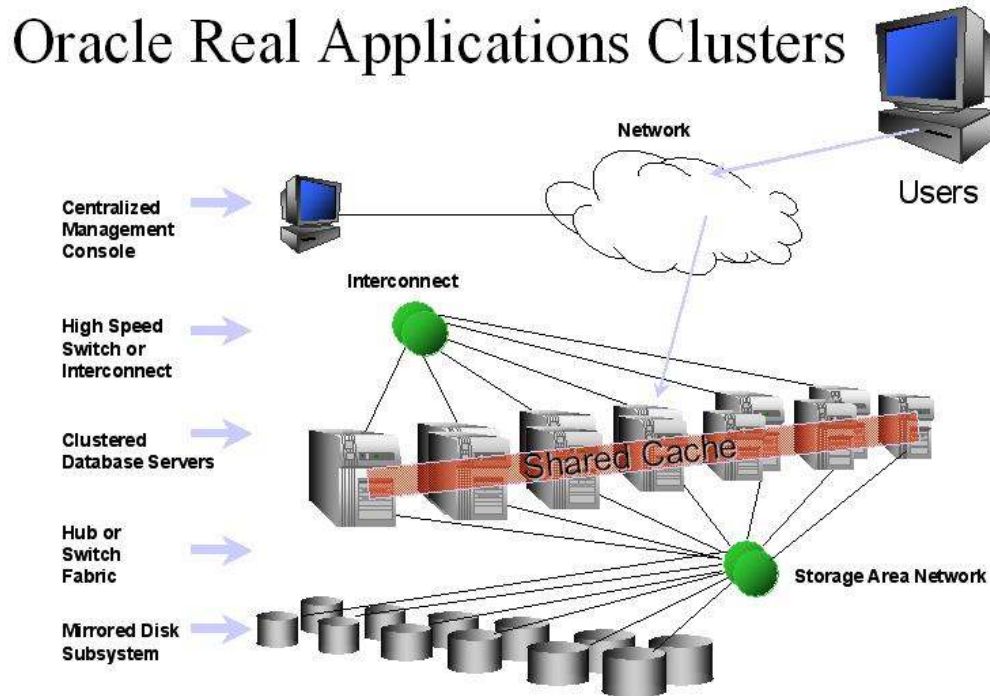 Oracle Real Applications Clusters
Network
Users
Centralized
Management
Console
Interconnect
High Speed
Switch or
Interconnect
Clustered
Database Servers
Shared Cache
Hub or
Switch
Fabric
Storage Area Network
Mirrored Disk
Subsystem